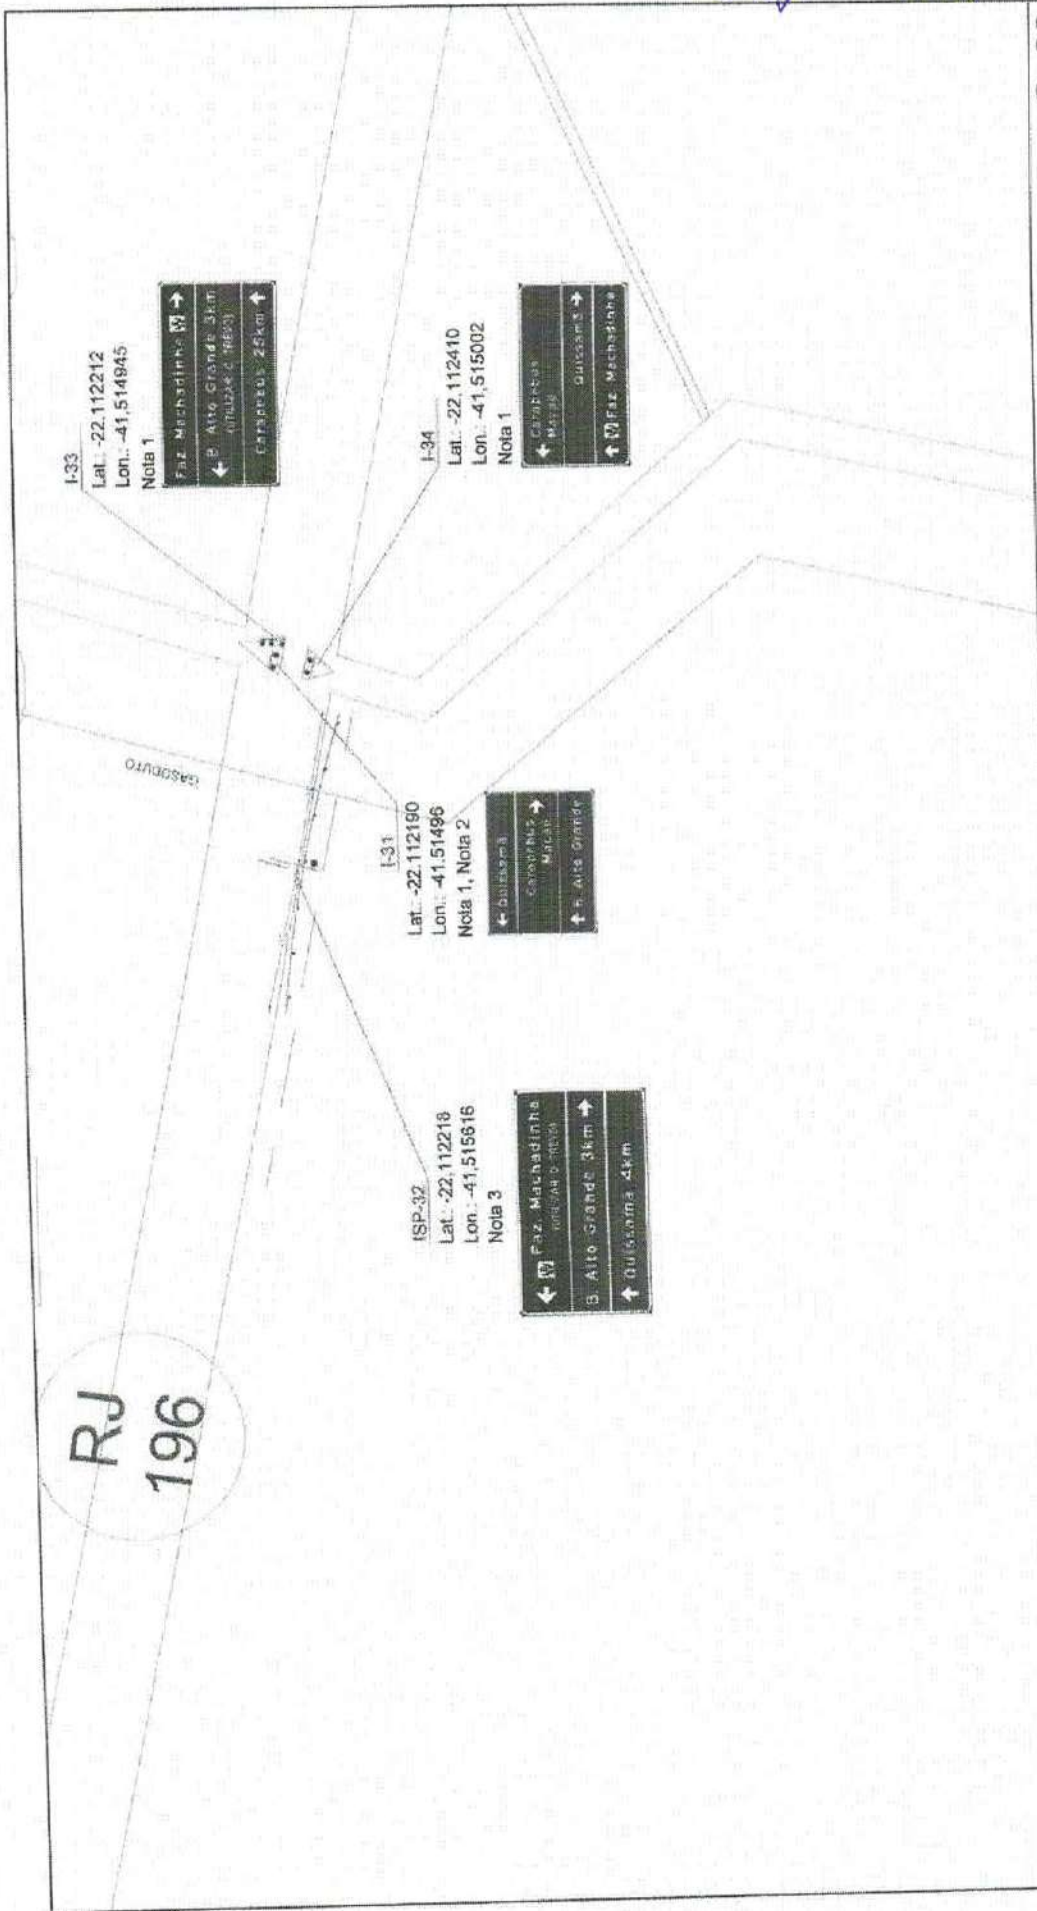 RJ
196
GASODUTO
ISP-32
Lat.: -22,112218
Lon.: -41,515616
Nota 3
← Faz. Machadinha
B. Alto Grande 3km →
↑ Quissamã 4km
I-31
Lat.: -22.112190
Lon.: -41.51496
Nota 1, Nota 2
← Quissamã
Carapebus →
Macaé
↑ B. Alto Grande
I-33
Lat.: -22.112212
Lon.: -41,514945
Nota 1
Faz Machadinha →
← B. Alto Grande 3km
(UTILIZAR O TREVO)
Carapebus 25km ↑
I-34
Lat.: -22,112410
Lon.: -41,515002
Nota 1
← Carapebus
Macaé
Quissamã →
↑ Faz Machadinha